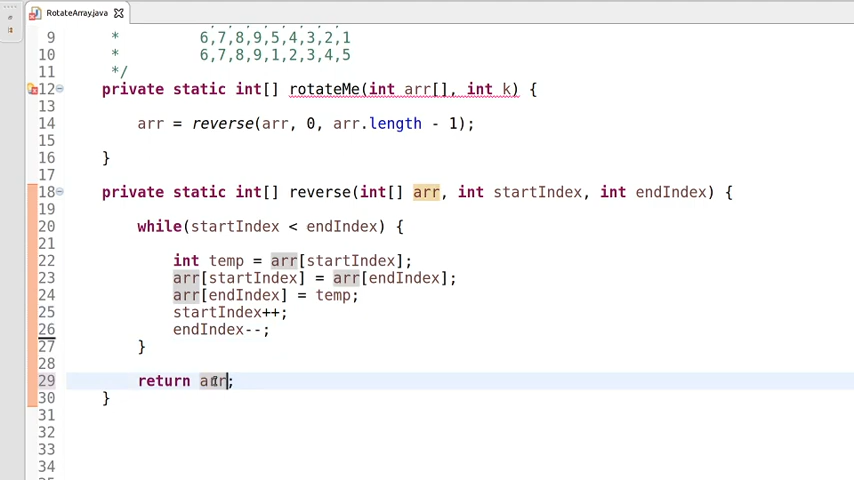 RotateArray.java
9 * 6,7,8,9,5,4,3,2,1
10 * 6,7,8,9,1,2,3,4,5
11 */
12 private static int[] rotateMe(int arr[], int k) {
13
14 arr = reverse(arr, 0, arr.length - 1);
15
16 }
17
18 private static int[] reverse(int[] arr, int startIndex, int endIndex) {
19
20 while(startIndex < endIndex) {
21
22 int temp = arr[startIndex];
23 arr[startIndex] = arr[endIndex];
24 arr[endIndex] = temp;
25 startIndex++;
26 endIndex--;
27 }
28
29 return arr;
30 }
31
32
33
34
35